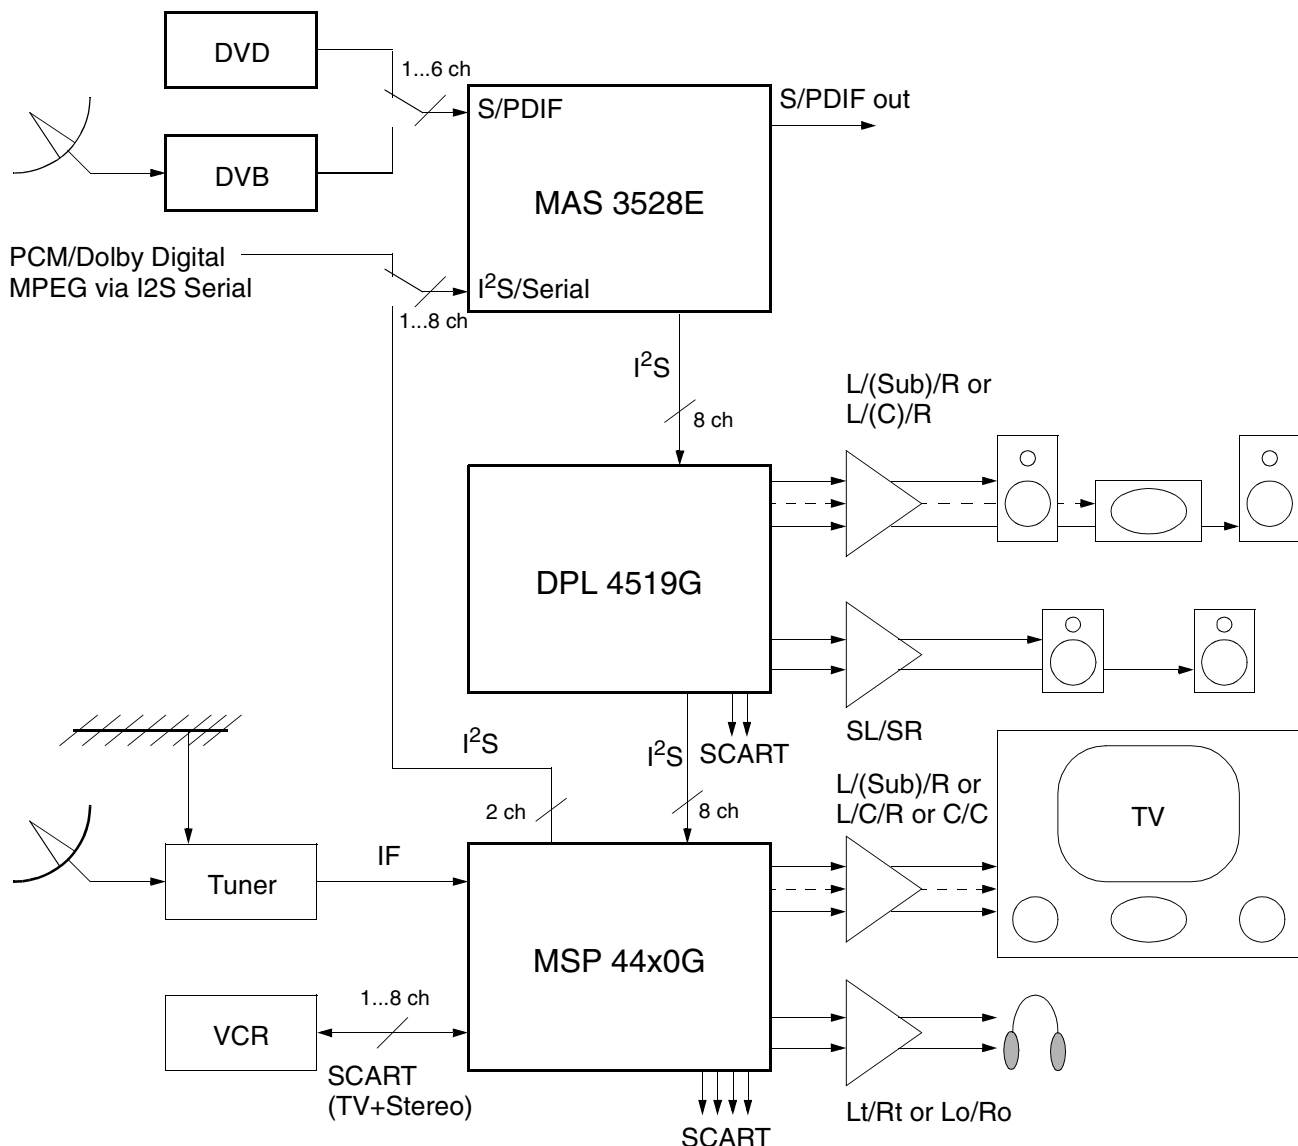 DVD
1...6 ch
S/PDIF
S/PDIF out
DVB
MAS 3528E
PCM/Dolby Digital
MPEG via I2S Serial
I²S/Serial
1...8 ch
I²S
8 ch
L/(Sub)/R or
L/(C)/R
DPL 4519G
SL/SR
I²S
I²S
SCART
2 ch
8 ch
L/(Sub)/R or
L/C/R or C/C
TV
Tuner
IF
MSP 44x0G
VCR
1...8 ch
SCART
(TV+Stereo)
Lt/Rt or Lo/Ro
SCART